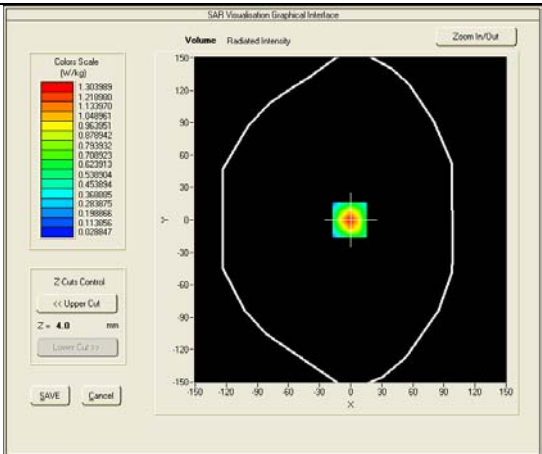 SAR Visualisation Graphical Interface
Volume Radiated Intensity
Zoom In/Out
Colors Scale
(W/kg)
1.303989
1.218980
1.133970
1.048961
0.963951
0.878942
0.793932
0.708923
0.623913
0.538904
0.453894
0.368885
0.283875
0.198866
0.113856
0.028847
Z Cuts Control
<< Upper Cut
Z = 4.0 mm
Lower Cut >>
SAVE Cancel
150
120
90
60
30
0
-30
-60
-90
-120
-150
Y
-150 -120 -90 -60 -30 0 30 60 90 120 150
X